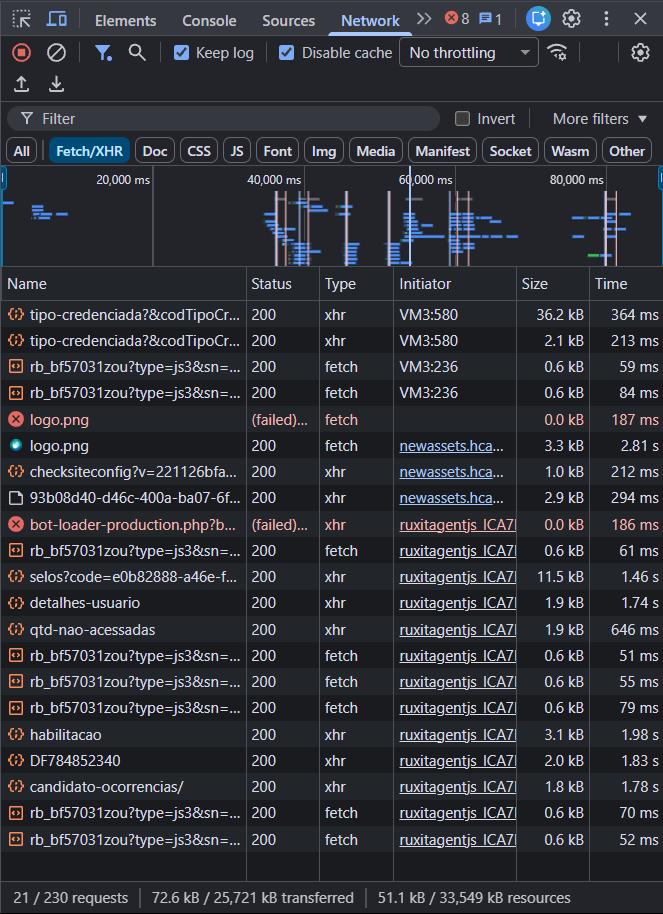 Elements Console Sources Network 8 1
Keep log Disable cache No throttling
Filter Invert More filters
All Fetch/XHR Doc CSS JS Font Img Media Manifest Socket Wasm Other
20,000 ms 40,000 ms 60,000 ms 80,000 ms
Name Status Type Initiator Size Time
tipo-credenciada?&codTipoCr... 200 xhr VM3:580 36.2 kB 364 ms
tipo-credenciada?&codTipoCr... 200 xhr VM3:580 2.1 kB 213 ms
rb_bf57031zou?type=js3&sn=... 200 fetch VM3:236 0.6 kB 59 ms
rb_bf57031zou?type=js3&sn=... 200 fetch VM3:236 0.6 kB 84 ms
logo.png (failed)... fetch 0.0 kB 187 ms
logo.png 200 fetch newassets.hca... 3.3 kB 2.81 s
checksiteconfig?v=221126bfa... 200 xhr newassets.hca... 1.0 kB 212 ms
93b08d40-d46c-400a-ba07-6f... 200 xhr newassets.hca... 2.9 kB 294 ms
bot-loader-production.php?b... (failed)... xhr ruxitagentjs_ICA7 0.0 kB 186 ms
rb_bf57031zou?type=js3&sn=... 200 fetch ruxitagentjs_ICA7 0.6 kB 61 ms
selos?code=e0b82888-a46e-f... 200 xhr ruxitagentjs_ICA7 11.5 kB 1.46 s
detalhes-usuario 200 xhr ruxitagentjs_ICA7 1.9 kB 1.74 s
qtd-nao-acessadas 200 xhr ruxitagentjs_ICA7 1.9 kB 646 ms
rb_bf57031zou?type=js3&sn=... 200 fetch ruxitagentjs_ICA7 0.6 kB 51 ms
rb_bf57031zou?type=js3&sn=... 200 fetch ruxitagentjs_ICA7 0.6 kB 55 ms
rb_bf57031zou?type=js3&sn=... 200 fetch ruxitagentjs_ICA7 0.6 kB 79 ms
habilitacao 200 xhr ruxitagentjs_ICA7 3.1 kB 1.98 s
DF784852340 200 xhr ruxitagentjs_ICA7 2.0 kB 1.83 s
candidato-ocorrencias/ 200 xhr ruxitagentjs_ICA7 1.8 kB 1.78 s
rb_bf57031zou?type=js3&sn=... 200 fetch ruxitagentjs_ICA7 0.6 kB 70 ms
rb_bf57031zou?type=js3&sn=... 200 fetch ruxitagentjs_ICA7 0.6 kB 52 ms
21 / 230 requests 72.6 kB / 25,721 kB transferred 51.1 kB / 33,549 kB resources